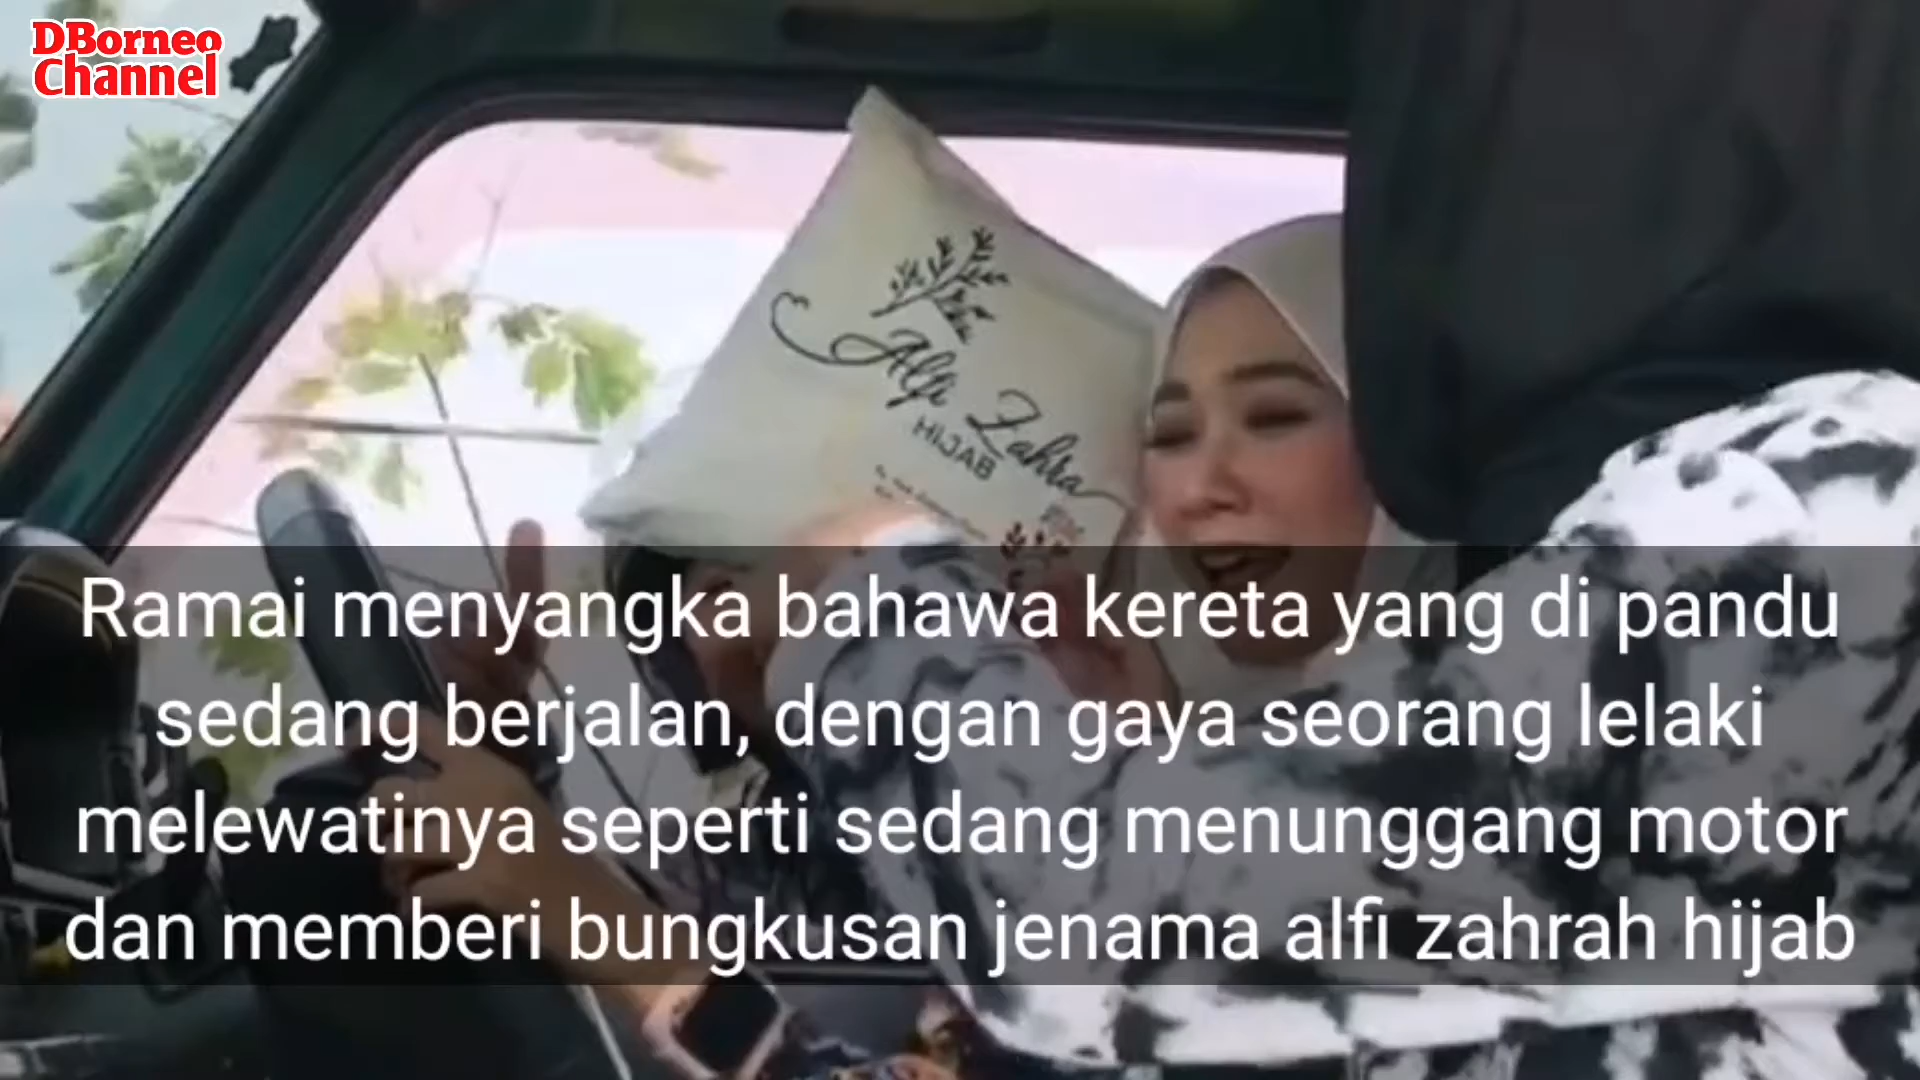 DBorneo
Channel
Alfi Zahra
HIJAB
Ramai menyangka bahawa kereta yang di pandu
sedang berjalan, dengan gaya seorang lelaki
melewatinya seperti sedang menunggang motor
dan memberi bungkusan jenama alfi zahrah hijab